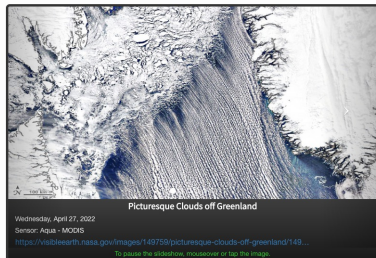 Picturesque Clouds off Greenland
Wednesday, April 27, 2022
Sensor: Aqua - MODIS
https://visibleearth.nasa.gov/images/149759/picturesque-clouds-off-greenland/149...
To pause the slideshow, mouseover or tap the image.